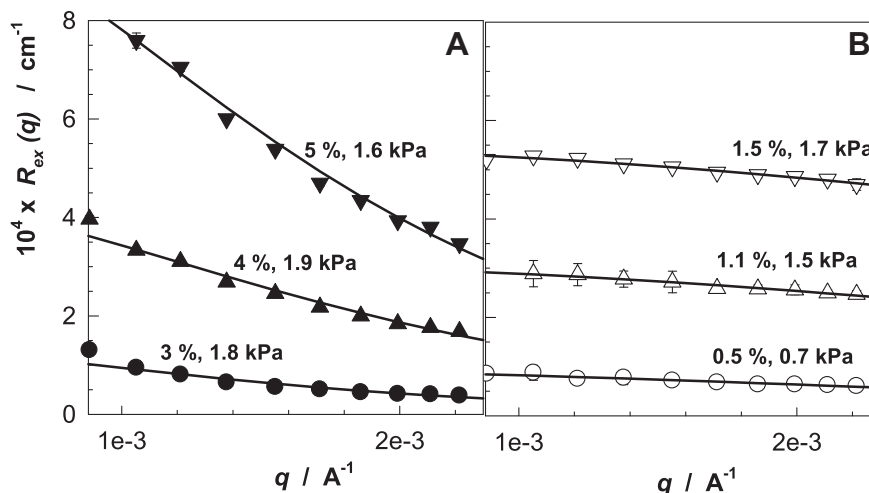 10⁴ x R_ex (q) / cm⁻¹
8
6
4
2
0
A
5 %, 1.6 kPa
4 %, 1.9 kPa
3 %, 1.8 kPa
1e-3 2e-3
q / A⁻¹
B
1.5 %, 1.7 kPa
1.1 %, 1.5 kPa
0.5 %, 0.7 kPa
1e-3 2e-3
q / A⁻¹